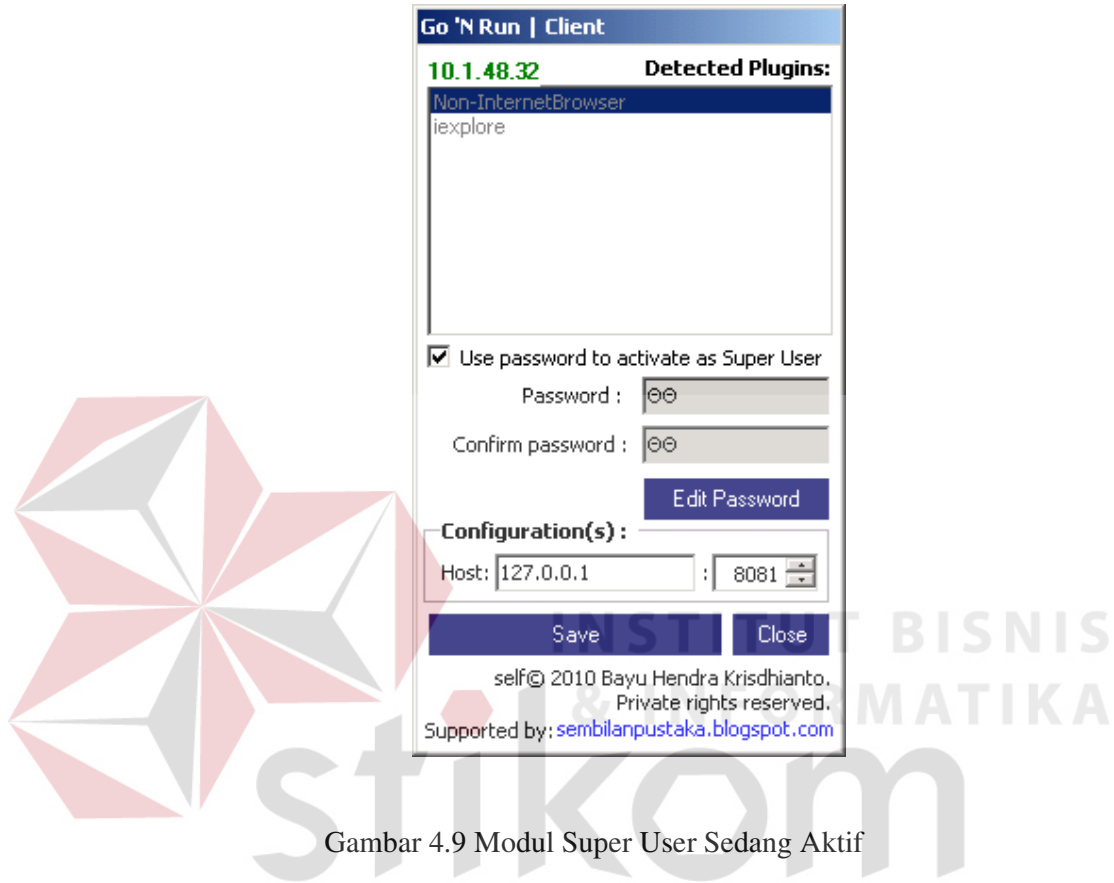 Go 'N Run | Client
10.1.48.32 Detected Plugins:
Non-InternetBrowser
iexplore
Use password to activate as Super User
Password : ΘΘ
Confirm password : ΘΘ
Edit Password
Configuration(s) :
Host: 127.0.0.1 : 8081
Save Close
self© 2010 Bayu Hendra Krisdhianto.
Private rights reserved.
Supported by: sembilanpustaka.blogspot.com
INSTITUT BISNIS
& INFORMATIKA
stikom
Gambar 4.9 Modul Super User Sedang Aktif